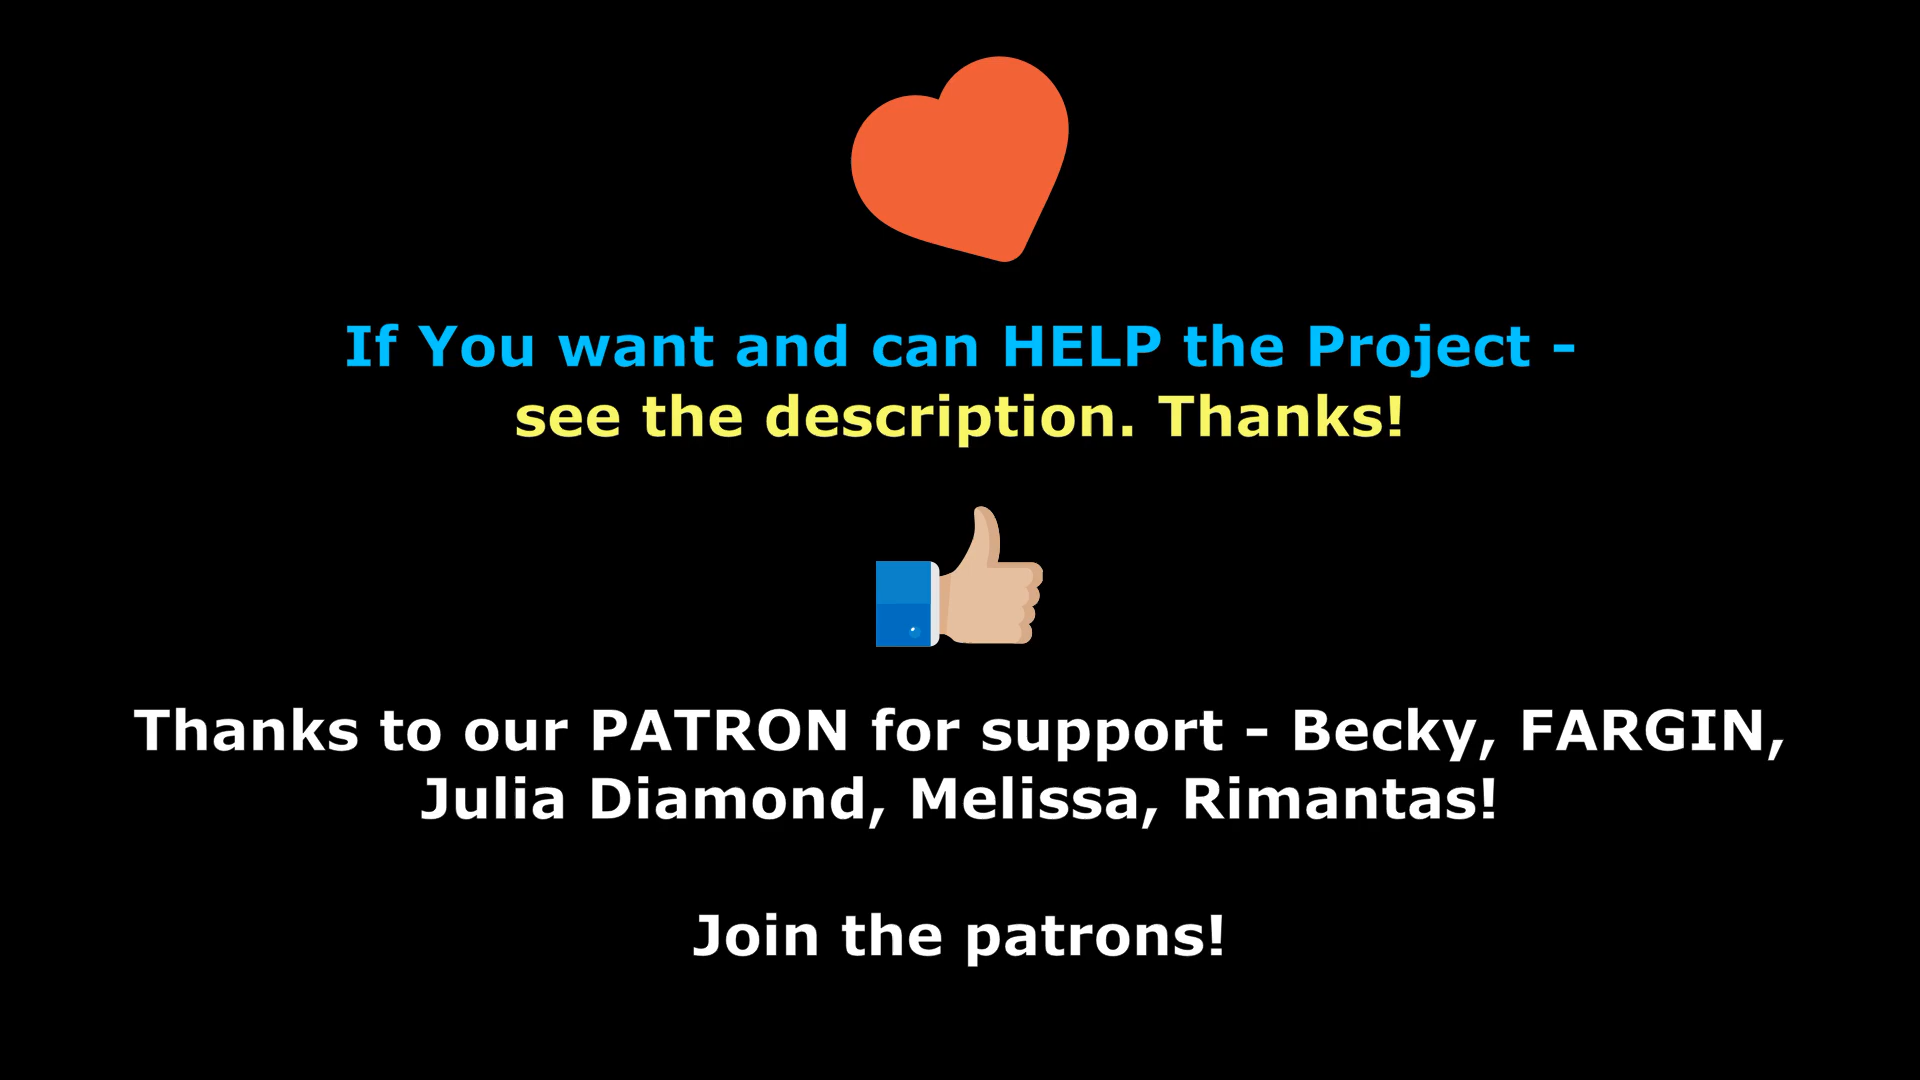 If You want and can HELP the Project -
see the description. Thanks!
Thanks to our PATRON for support - Becky, FARGIN,
Julia Diamond, Melissa, Rimantas!
Join the patrons!